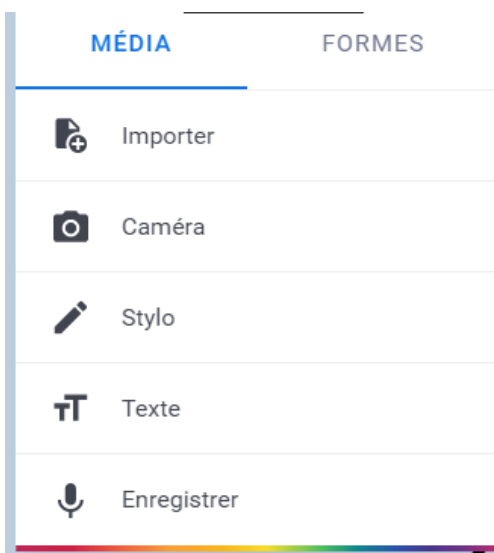 MÉDIA FORMES
Importer
Caméra
Stylo
Texte
Enregistrer